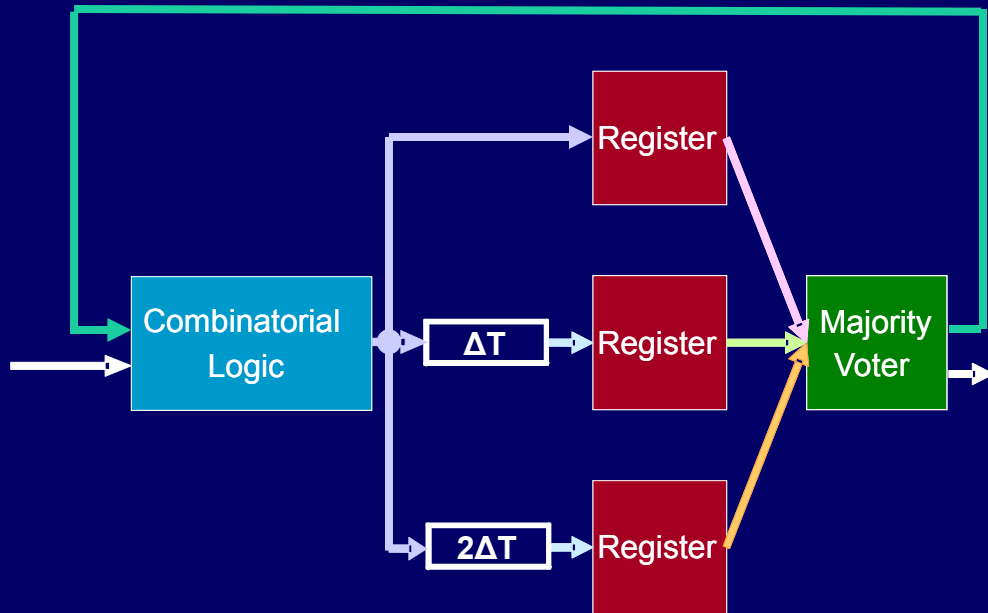 Register
Combinatorial
Logic
ΔT
Register
Majority
Voter
2ΔT
Register